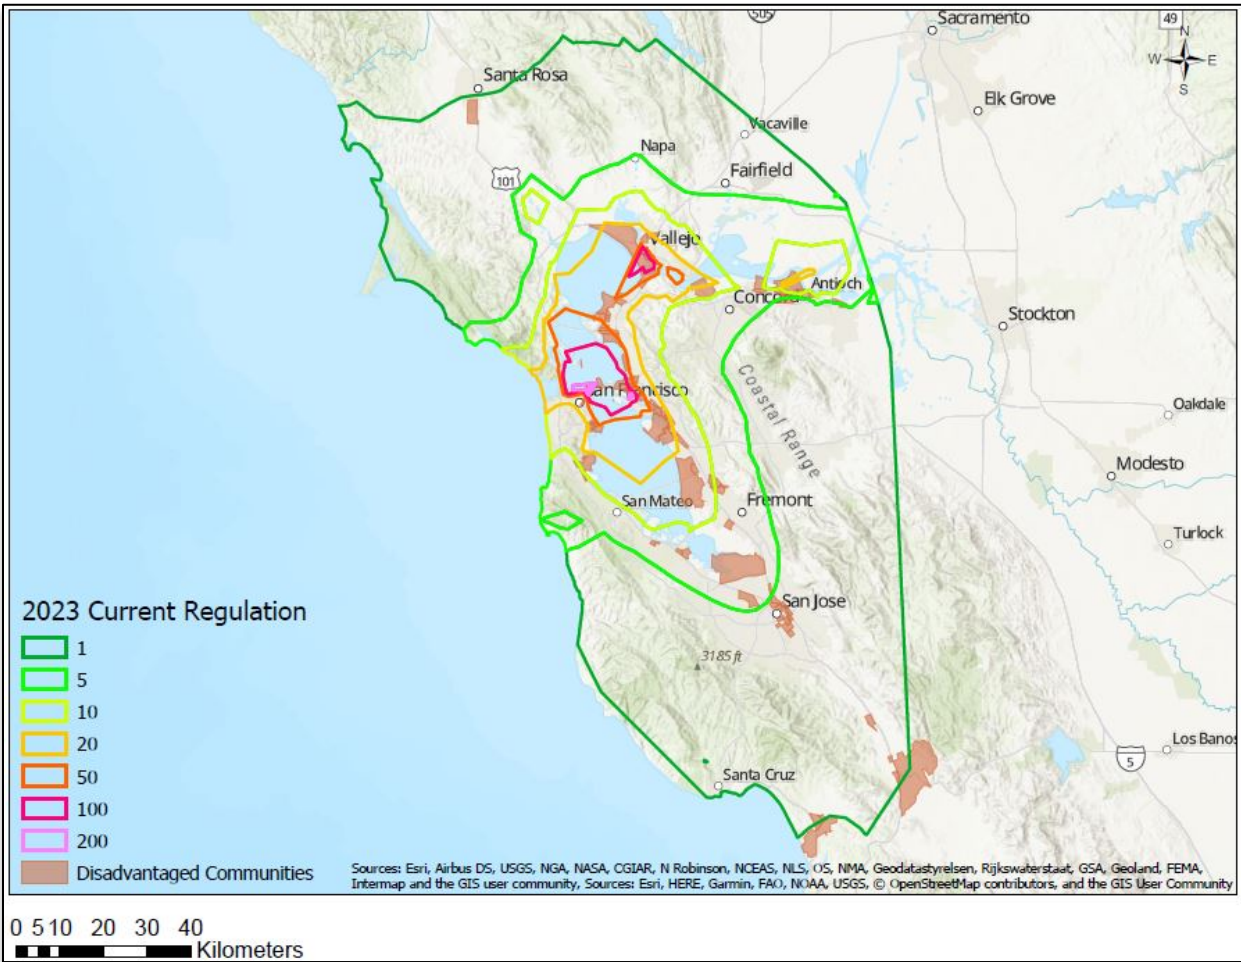 505
Sacramento
49
N
W
E
S
Santa Rosa
Elk Grove
Vacaville
Napa
Fairfield
101
Vallejo
Antioch
Concord
Stockton
Coastal Range
San Francisco
Oakdale
Modesto
San Mateo
Fremont
Turlock
San Jose
2023 Current Regulation
1
5
10
20
50
100
200
Disadvantaged Communities
3185 ft
Los Banos
5
Santa Cruz
Sources: Esri, Airbus DS, USGS, NGA, NASA, CGIAR, N Robinson, NCEAS, NLS, OS, NMA, Geodatastyrelsen, Rijkswaterstaat, GSA, Geoland, FEMA,
Intermap and the GIS user community, Sources: Esri, HERE, Garmin, FAO, NOAA, USGS, © OpenStreetMap contributors, and the GIS User Community
0 5 10 20 30 40
Kilometers